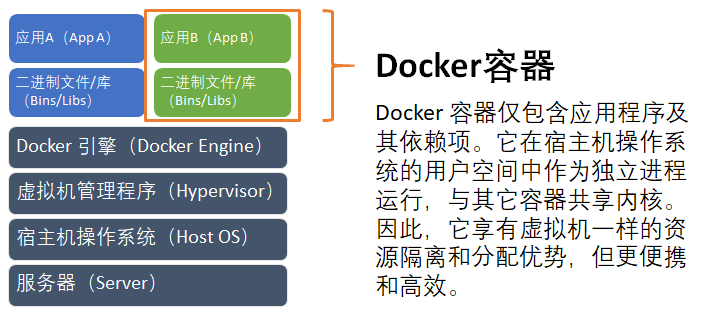 应用A（App A）
应用B（App B）
二进制文件/库
（Bins/Libs）
二进制文件/库
（Bins/Libs）
Docker 引擎（Docker Engine）
虚拟机管理程序（Hypervisor）
宿主机操作系统（Host OS）
服务器（Server）
Docker容器
Docker 容器仅包含应用程序及
其依赖项。它在宿主机操作系
统的用户空间中作为独立进程
运行，与其它容器共享内核。
因此，它享有虚拟机一样的资
源隔离和分配优势，但更便携
和高效。